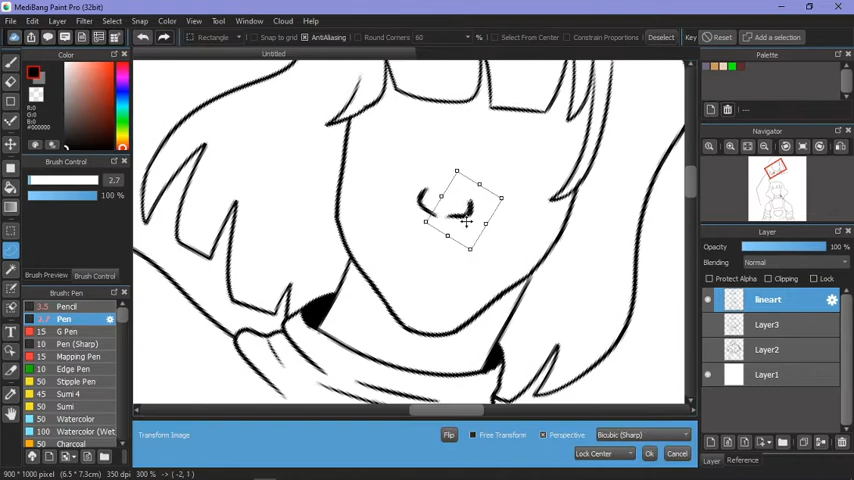 MediBang Paint Pro (32bit)
File Edit Layer Filter Select Snap Color View Tool Window Cloud Help
Rectangle Snap to grid AntiAliasing Round Corners 60 % Select From Center Constrain Proportions Deselect Key Reset Add a selection
Color
Untitled
Palette
R:0
G:0
B:0
#000000
---
Brush Control
Navigator
2.7
100 %
Layer
Opacity 100 %
Blending Normal
Protect Alpha Clipping Lock
Brush Preview Brush Control
lineart
Brush: Pen
3.5 Pencil
Layer3
2.7 Pen
15 G Pen
10 Pen (Sharp)
Layer2
15 Mapping Pen
10 Edge Pen
Layer1
50 Stipple Pen
45 Sumi 4
50 Sumi
50 Watercolor
100 Watercolor (Wet
50 Charcoal
Transform Image Flip Free Transform Perspective Bicubic (Sharp)
Lock Center Ok Cancel
Layer Reference
900 * 1000 pixel (6.5 * 7.3cm) 350 dpi 300 % ( -2, 1 )